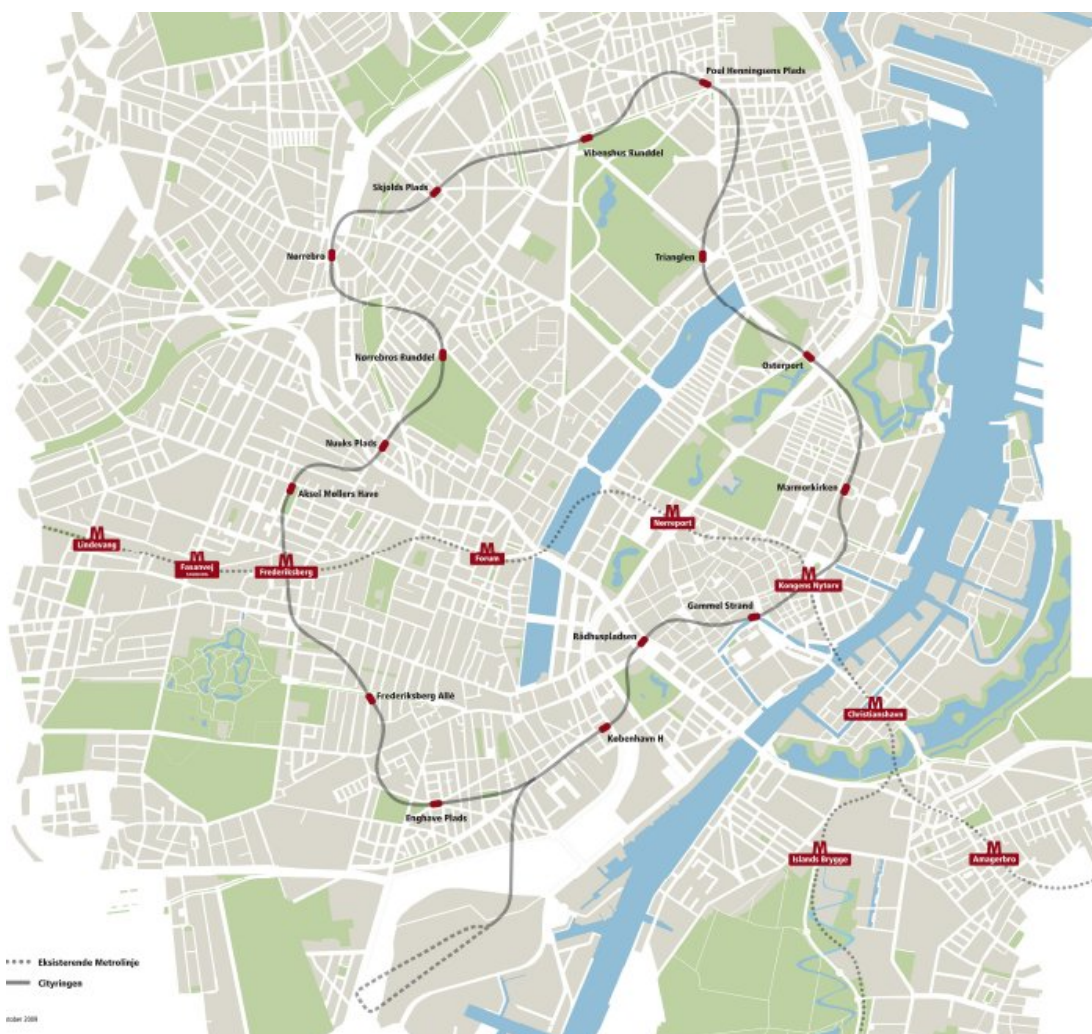 Poul Henningsens Plads
Vibenshus Runddel
Skjolds Plads
Nørrebro
Trianglen
Nørrebros Runddel
Østerport
Nuuks Plads
Aksel Møllers Have
Marmorkirken
M
Nørreport
M
Lindevang
M
Forum
M
Fasanvej
M
Frederiksberg
M
Kongens Nytorv
Gammel Strand
Rådhuspladsen
Frederiksberg Allé
M
Christianshavn
København H
Enghave Plads
M
Islands Brygge
M
Amagerbro
Eksisterende Metrolinje
Cityringen
ktober 2009